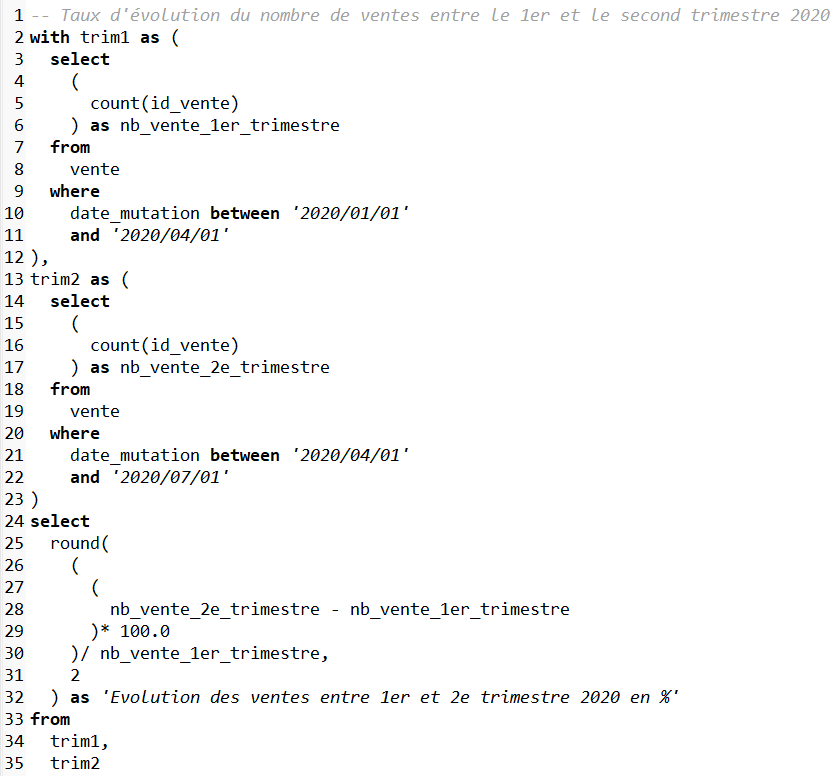 1 -- Taux d'évolution du nombre de ventes entre le 1er et le second trimestre 2020
2 with trim1 as (
3   select
4     (
5       count(id_vente)
6     ) as nb_vente_1er_trimestre
7   from
8     vente
9   where
10     date_mutation between '2020/01/01'
11     and '2020/04/01'
12 ),
13 trim2 as (
14   select
15     (
16       count(id_vente)
17     ) as nb_vente_2e_trimestre
18   from
19     vente
20   where
21     date_mutation between '2020/04/01'
22     and '2020/07/01'
23 )
24 select
25   round(
26     (
27       (
28         nb_vente_2e_trimestre - nb_vente_1er_trimestre
29       )* 100.0
30     )/ nb_vente_1er_trimestre,
31     2
32   ) as 'Evolution des ventes entre 1er et 2e trimestre 2020 en %'
33 from
34   trim1,
35   trim2